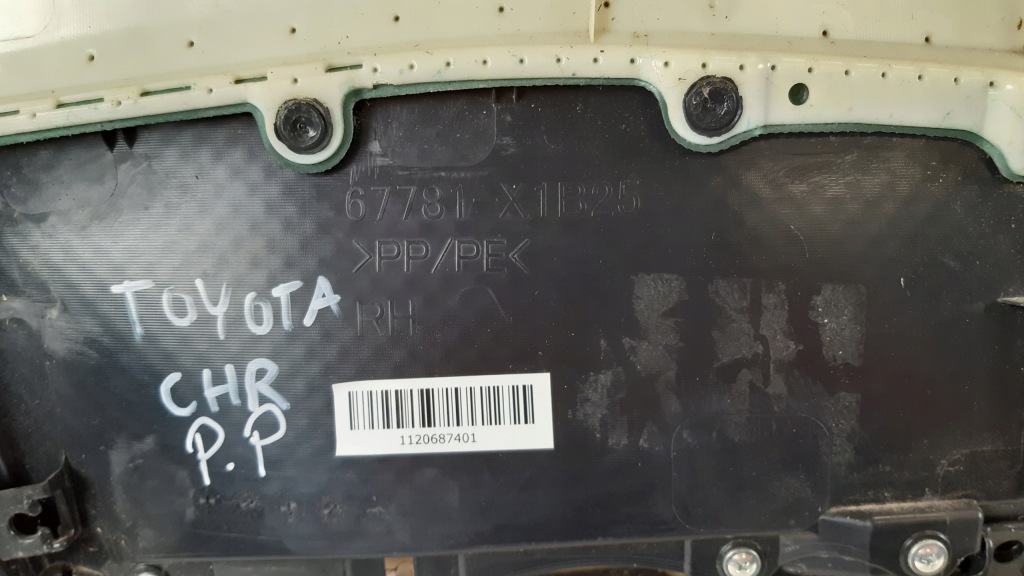 67781-X1B25
>PP/PE<
RH
TOYOTA
CHR
P.P
1120687401